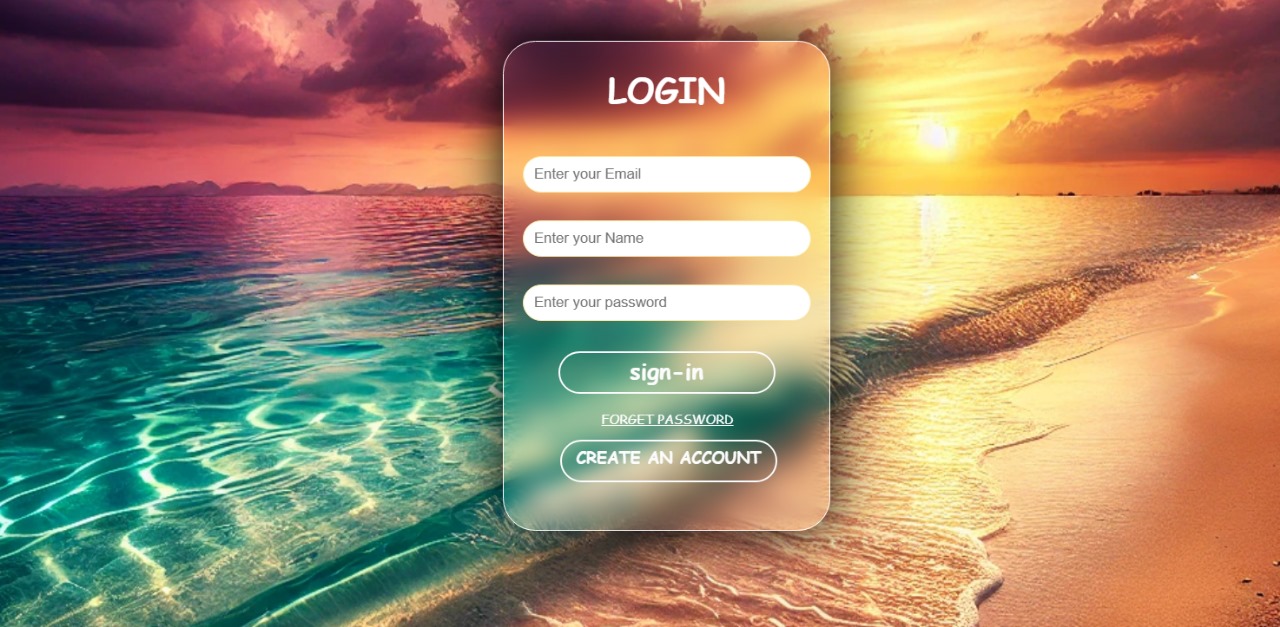 LOGIN
Enter your Email
Enter your Name
Enter your password
sign-in
FORGET PASSWORD
CREATE AN ACCOUNT